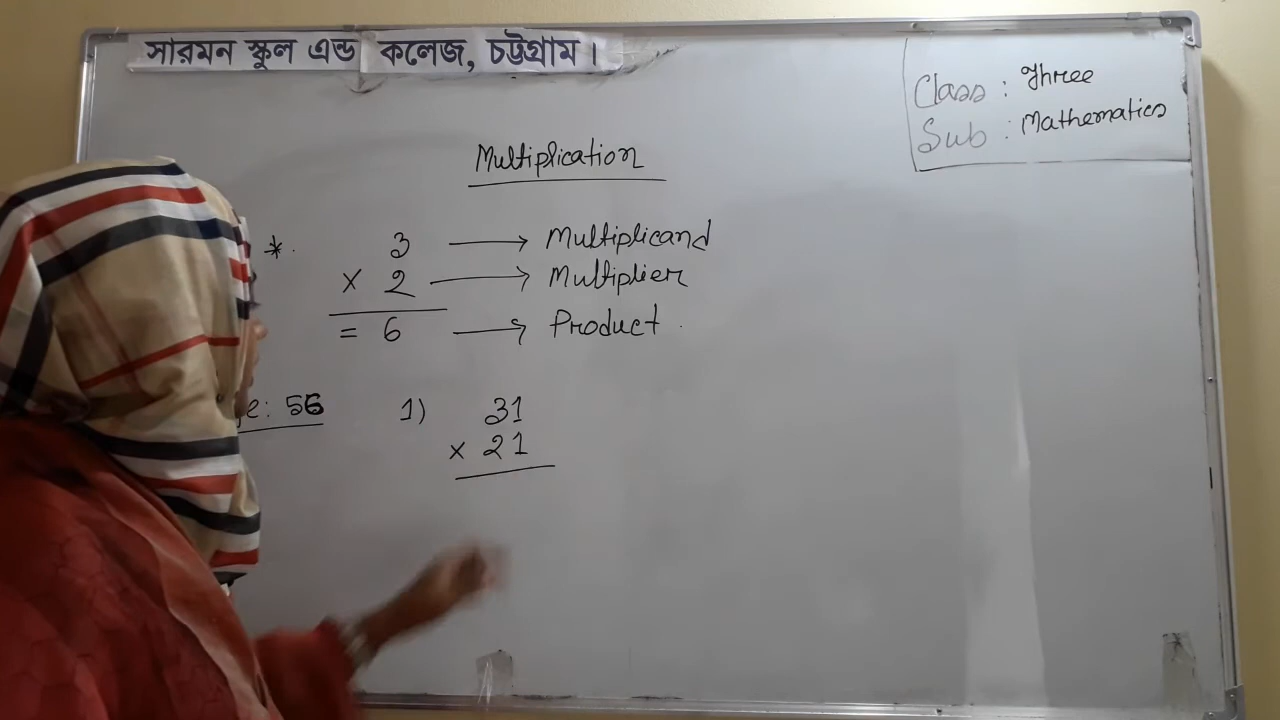 সারমন স্কুল এন্ড কলেজ, চট্টগ্রাম।
Class : Three
Sub : Mathematics
Multiplication
*. 3 → Multiplicand
× 2 → Multiplier
= 6 → Product .
e: 56
1) 31
× 21